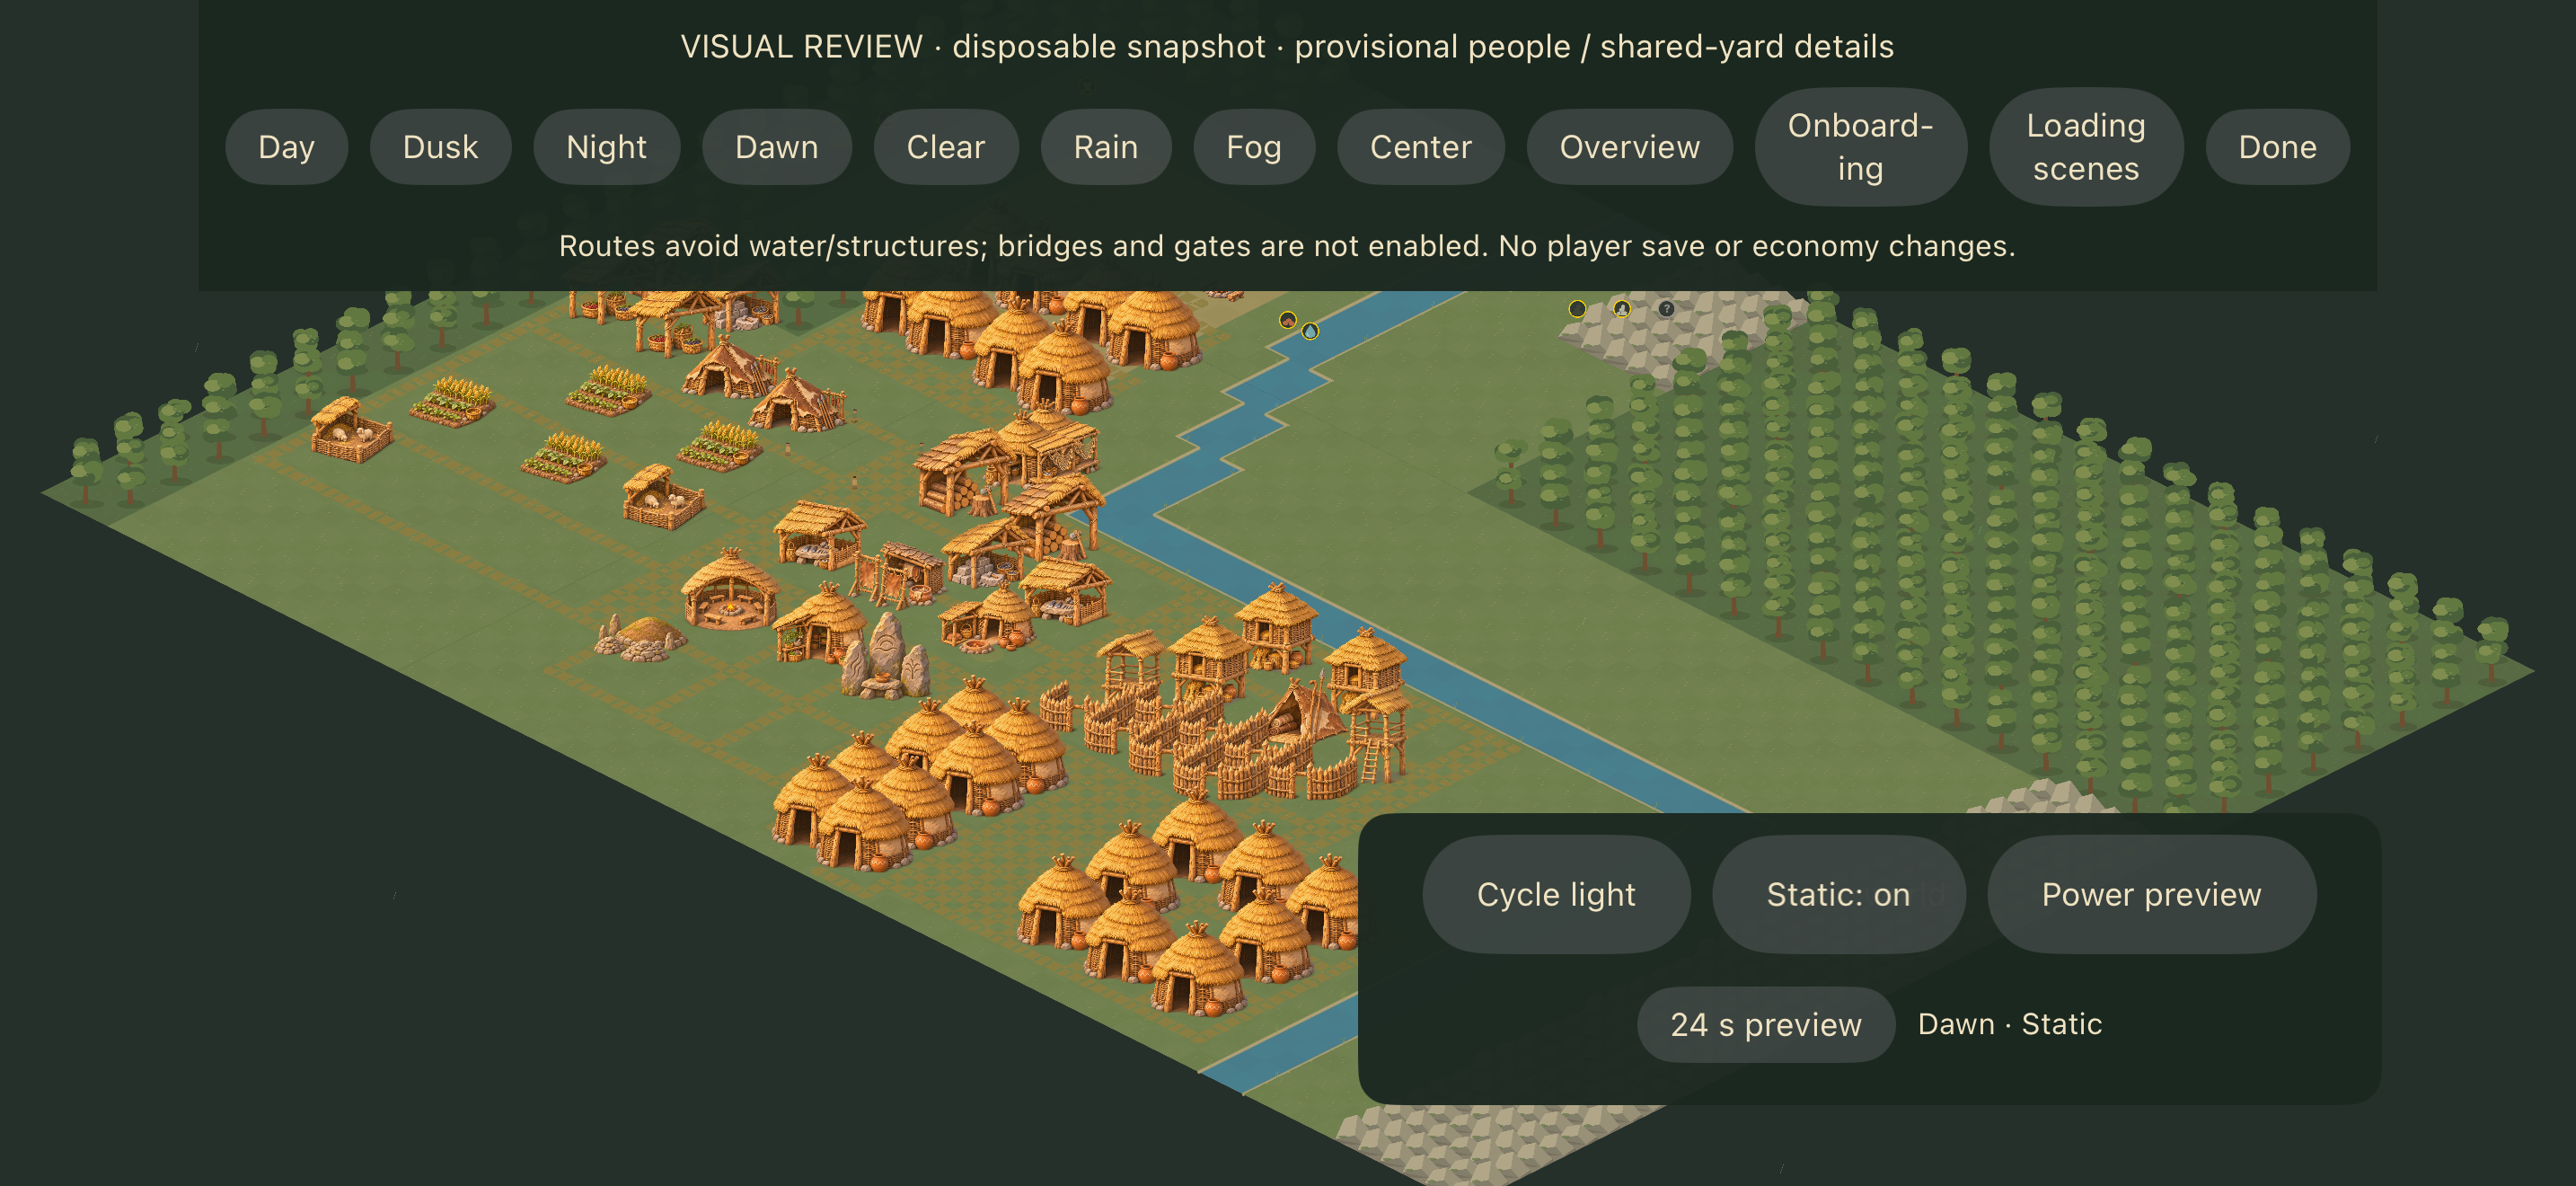 VISUAL REVIEW · disposable snapshot · provisional people / shared-yard details
Day
Dusk
Night
Dawn
Clear
Rain
Fog
Center
Overview
Onboard-
ing
Loading
scenes
Done
Routes avoid water/structures; bridges and gates are not enabled. No player save or economy changes.
?
Cycle light
Static: on
Power preview
24 s preview
Dawn · Static